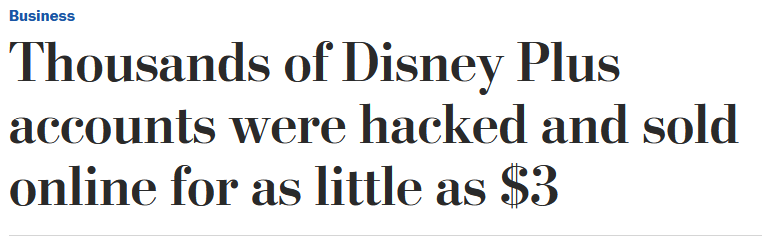 Business
Thousands of Disney Plus
accounts were hacked and sold
online for as little as $3